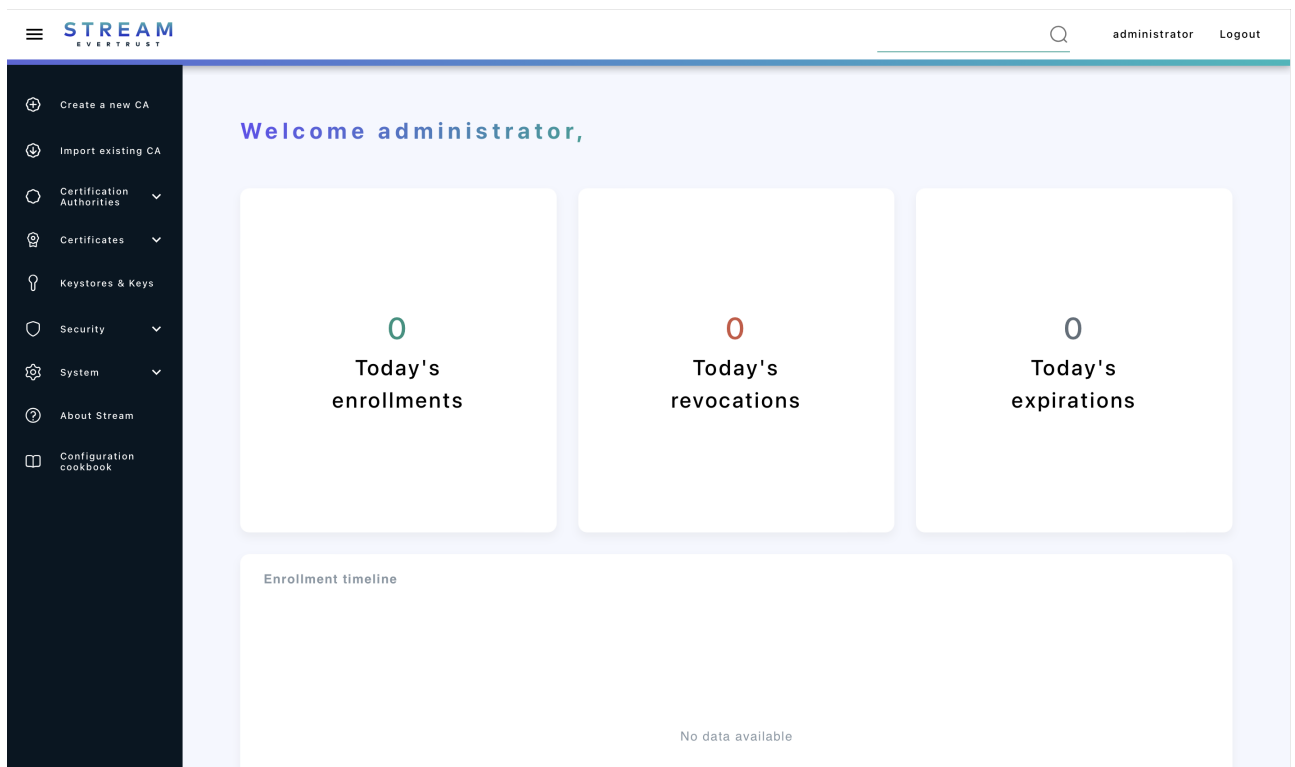 STREAM
EVERTRUST
administrator
Logout
Create a new CA
Import existing CA
Certification
Authorities
Certificates
Keystores & Keys
Security
System
About Stream
Configuration
cookbook
Welcome administrator,
0
Today's
enrollments
0
Today's
revocations
0
Today's
expirations
Enrollment timeline
No data available